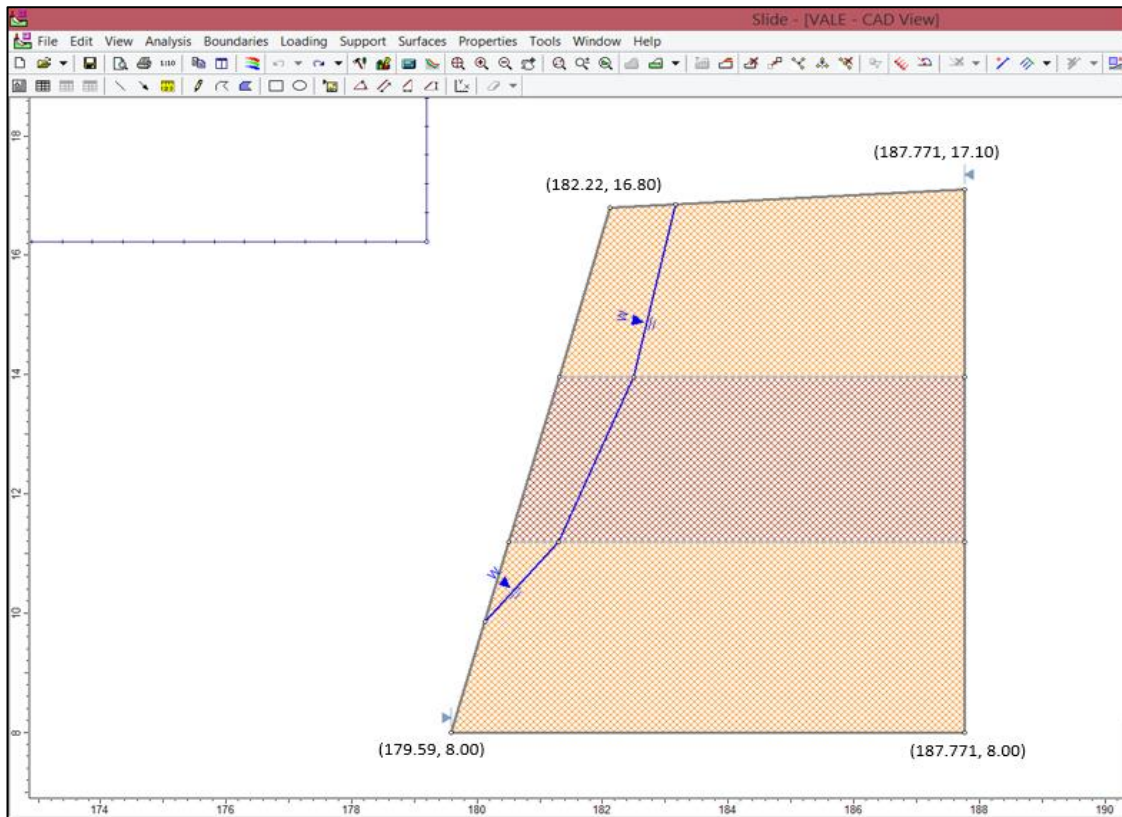 Slide - [VALE - CAD View]
File Edit View Analysis Boundaries Loading Support Surfaces Properties Tools Window Help
1:10
18
(187.771, 17.10)
(182.22, 16.80)
16
W
14
12
W
10
8
(179.59, 8.00)
(187.771, 8.00)
174 176 178 180 182 184 186 188 190